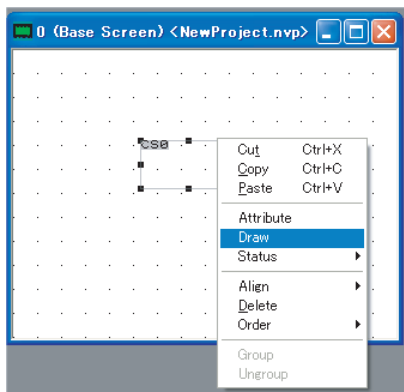 0 (Base Screen) <NewProject.nvp>
CS0
Cut Ctrl+X
Copy Ctrl+C
Paste Ctrl+V
Attribute
Draw
Status
Align
Delete
Order
Group
Ungroup